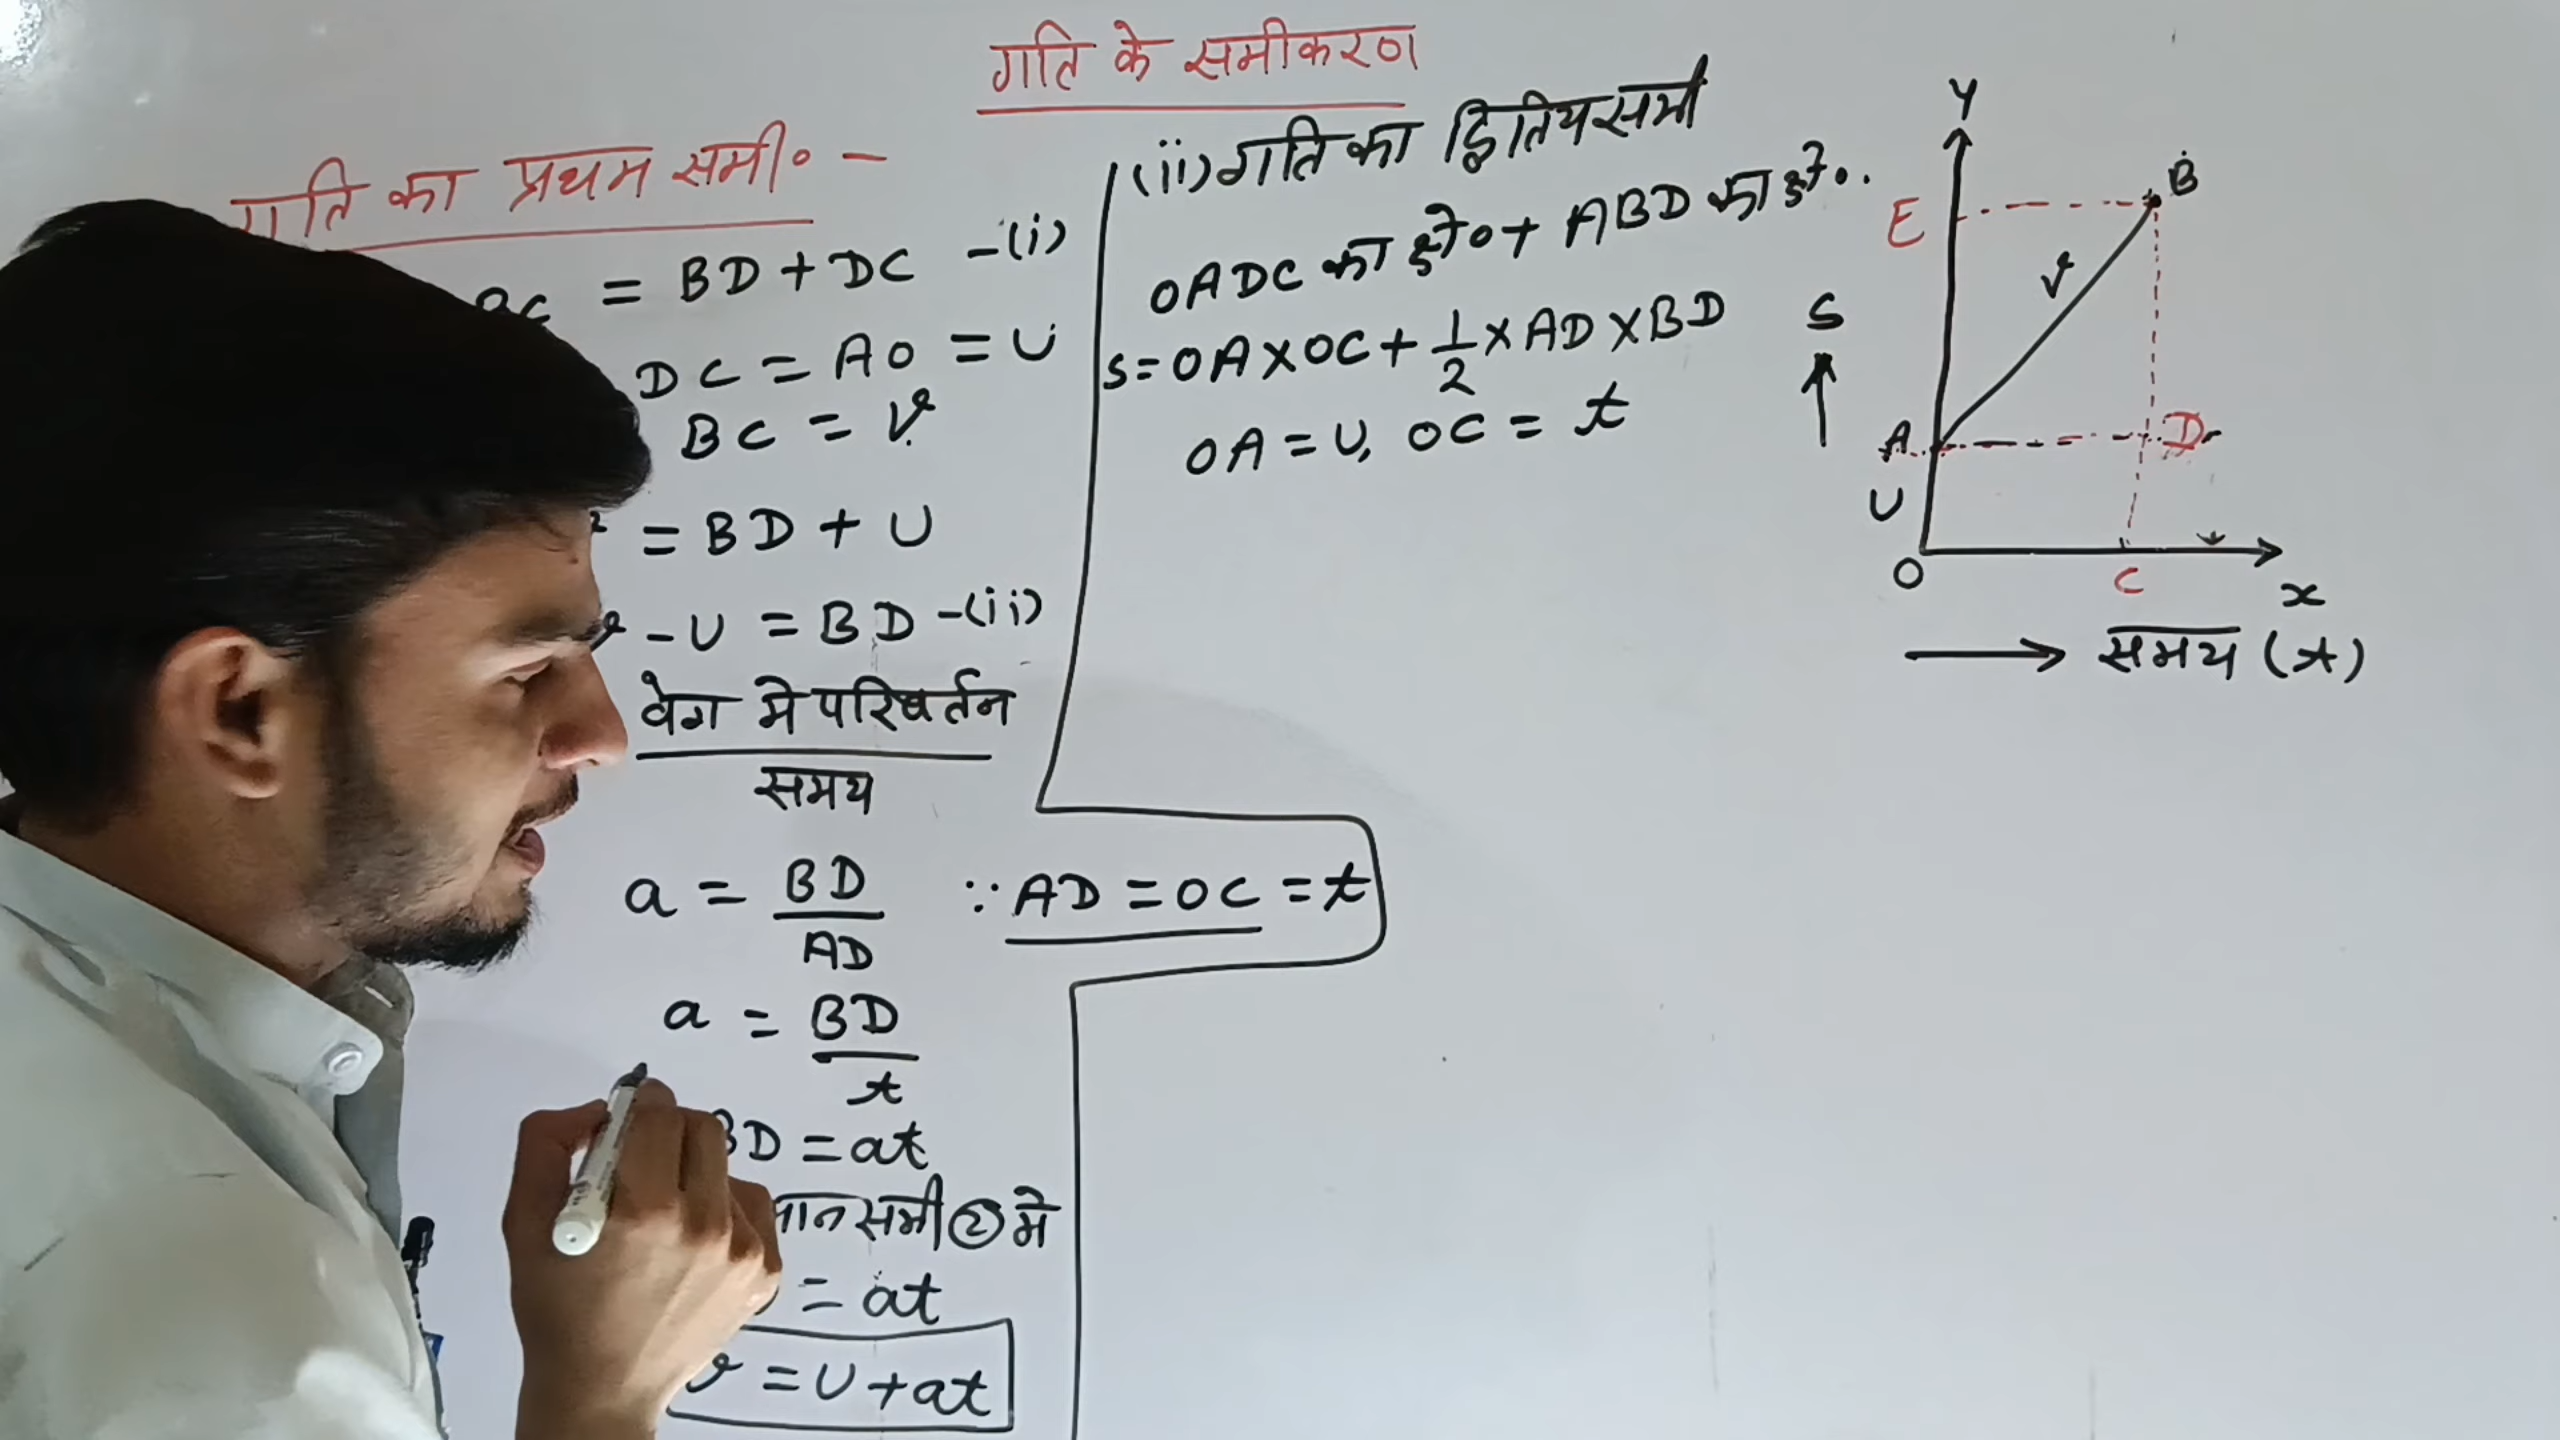 गति के समीकरण
गति का प्रथम समी० -
= BD + DC -(i)
DC = AO = U
BC = v
= BD + U
- U = BD -(ii)
वेग मे परिवर्तन
समय
a = BD
AD
∵ AD = OC = t
a = BD
t
BD = at
मान समी ② मे
= at
v = U + at
(ii) गति का द्वितिय समी
OADC का क्षे० + ABD का क्षे०.
S = OA × OC + 1/2 × AD × BD
OA = U, OC = t
Y
B
E
v
S
A
D
U
O
C
x
समय (t)